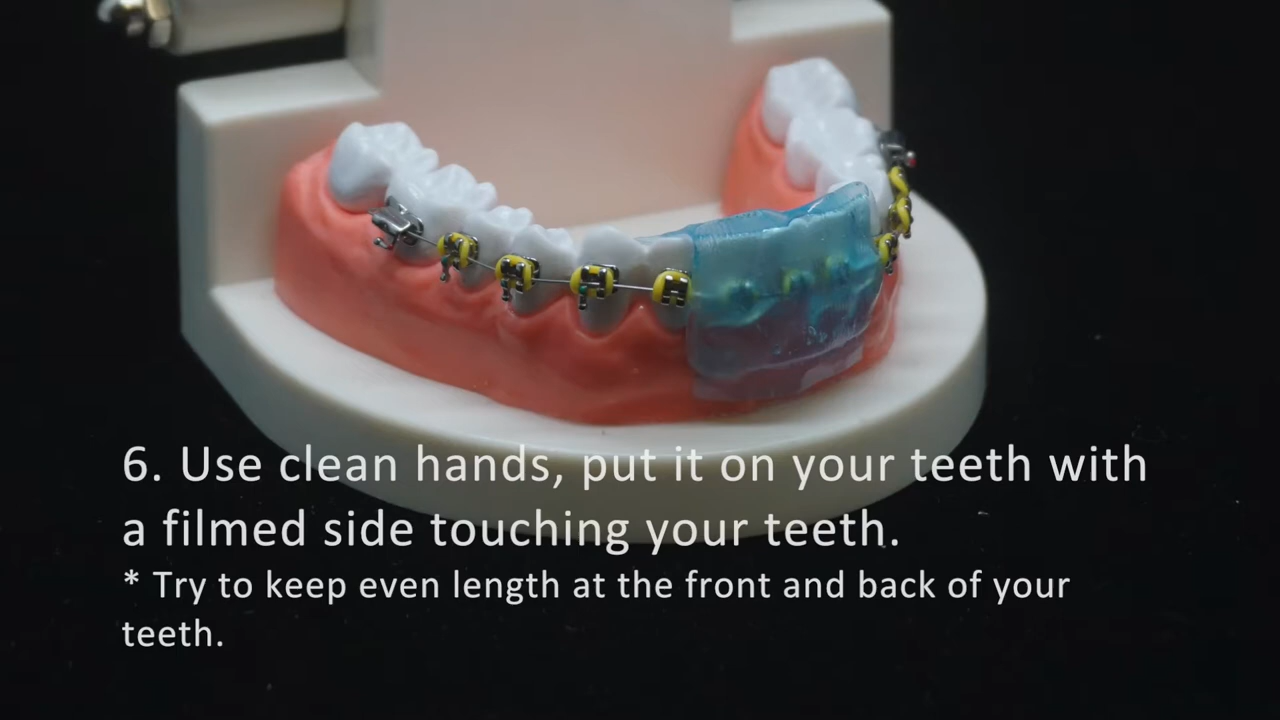 6. Use clean hands, put it on your teeth with
a filmed side touching your teeth.
* Try to keep even length at the front and back of your
teeth.